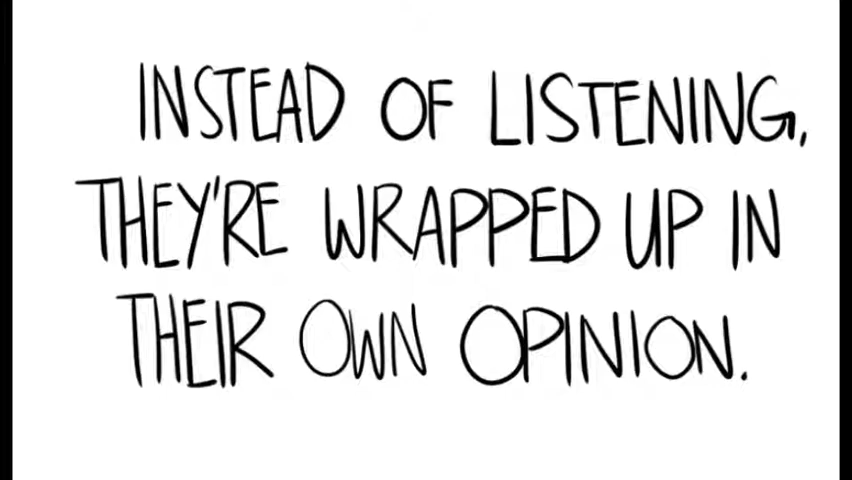 INSTEAD OF LISTENING,
THEY'RE WRAPPED UP IN
THEIR OWN OPINION.